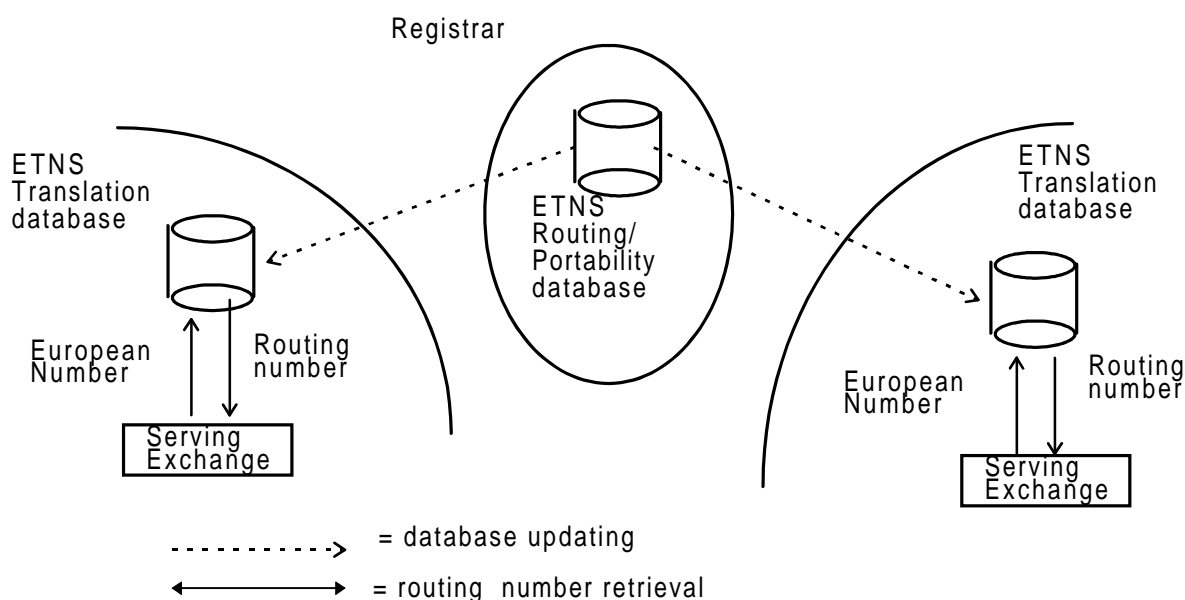 Registrar
ETNS
Translation
database
ETNS
Routing/
Portability
database
ETNS
Translation
database
European
Number
Routing
number
Serving
Exchange
European
Number
Routing
number
Serving
Exchange
= database updating
= routing number retrieval